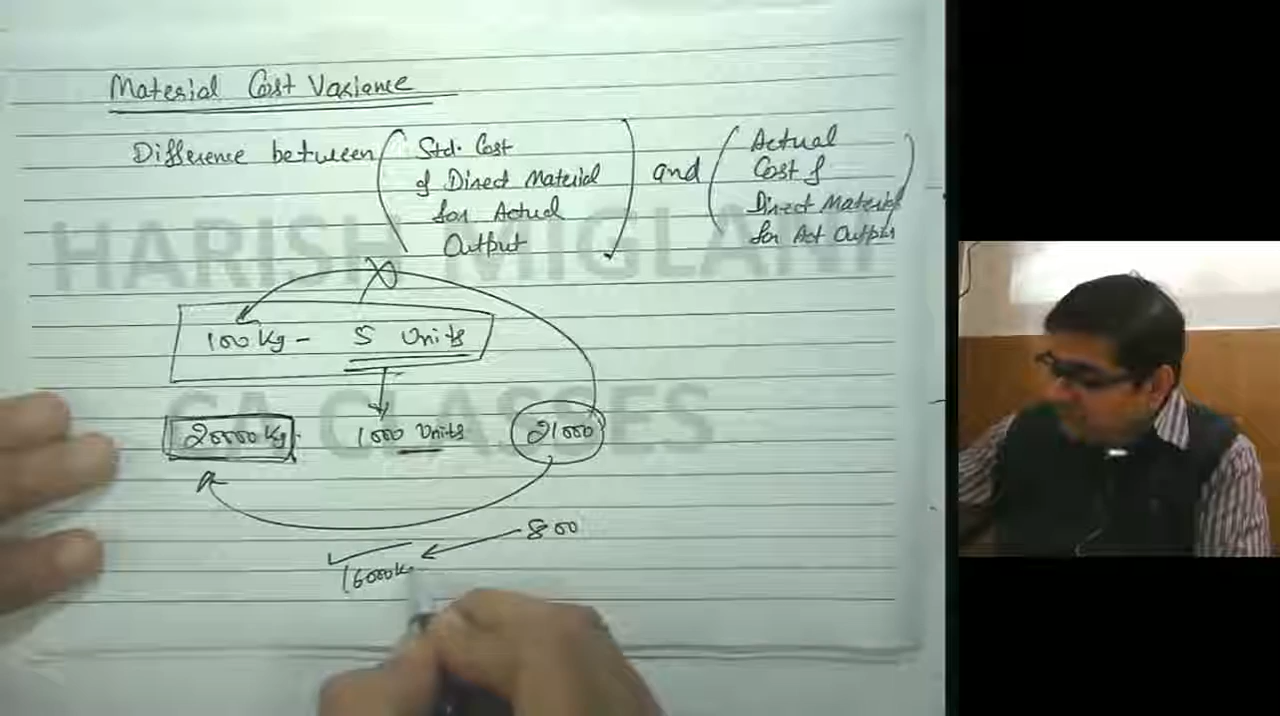 Material Cost Variance
Difference between (Std. Cost of Direct Material for Actual Output) and (Actual Cost of Direct Material for Act Output)
100 Kg - 5 Units
20000 Kg. 1000 Units 21000
800
16000 Kg
HARISH MIGLANI
CA CLASSES